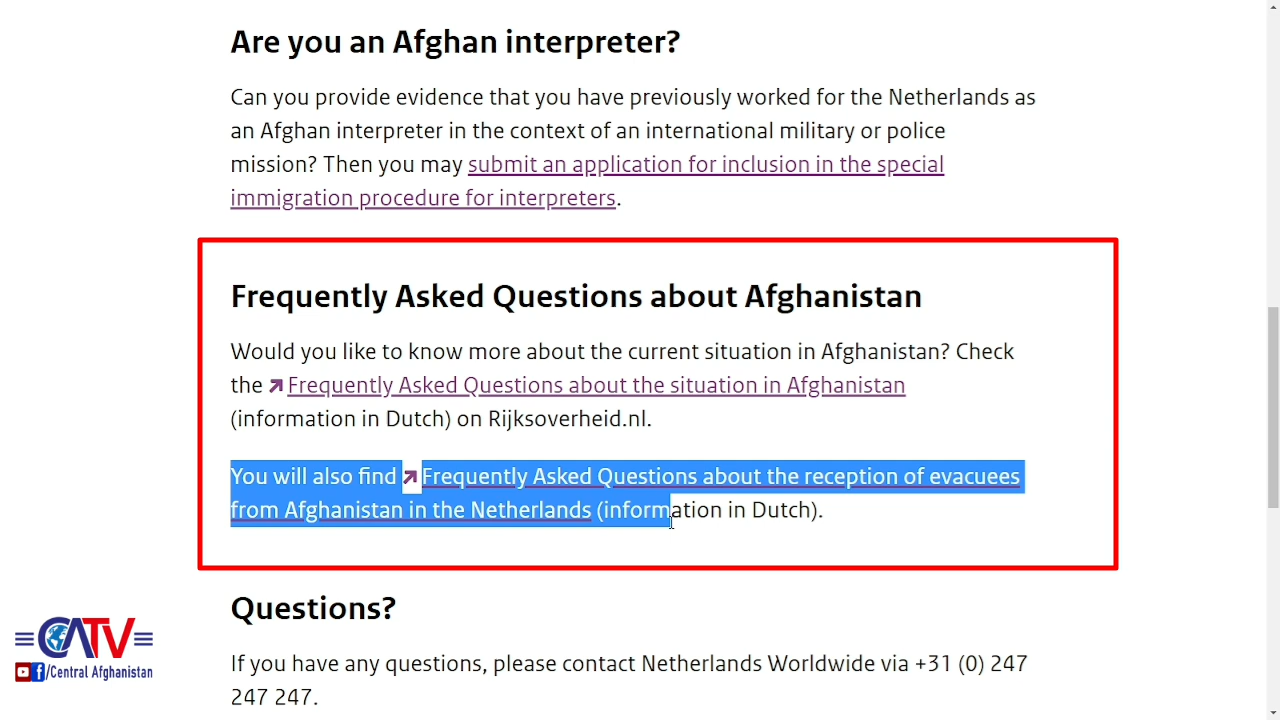 Are you an Afghan interpreter?
Can you provide evidence that you have previously worked for the Netherlands as
an Afghan interpreter in the context of an international military or police
mission? Then you may submit an application for inclusion in the special
immigration procedure for interpreters.
Frequently Asked Questions about Afghanistan
Would you like to know more about the current situation in Afghanistan? Check
the Frequently Asked Questions about the situation in Afghanistan
(information in Dutch) on Rijksoverheid.nl.
You will also find Frequently Asked Questions about the reception of evacuees
from Afghanistan in the Netherlands (information in Dutch).
Questions?
If you have any questions, please contact Netherlands Worldwide via +31 (0) 247
247 247.
CATV
/Central Afghanistan